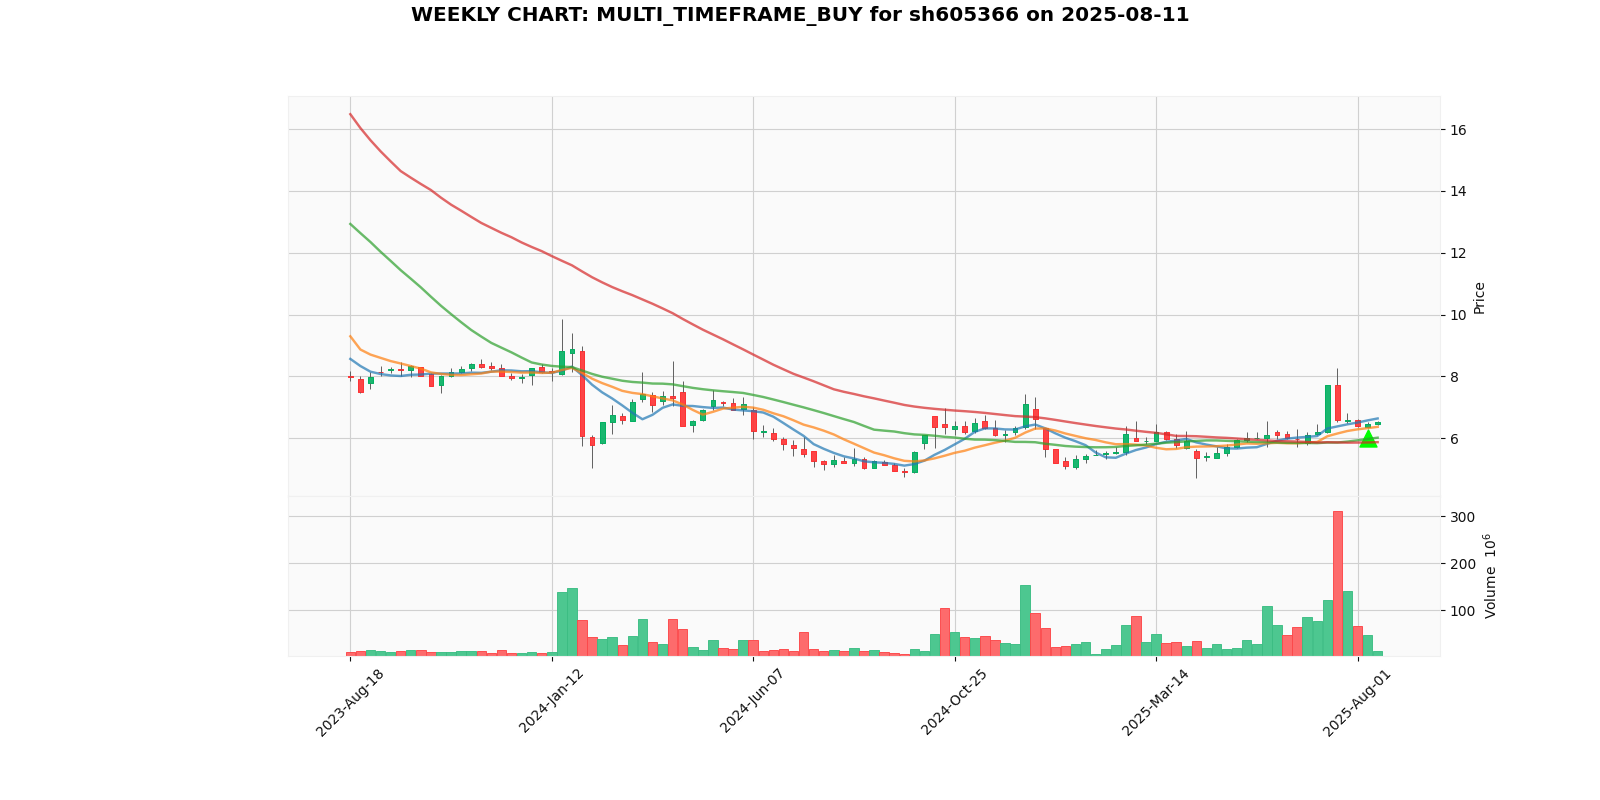 WEEKLY CHART: MULTI_TIMEFRAME_BUY for sh605366 on 2025-08-11
16
14
12
10
8
6
Price
300
200
100
Volume 10⁶
2023-Aug-18
2024-Jan-12
2024-Jun-07
2024-Oct-25
2025-Mar-14
2025-Aug-01